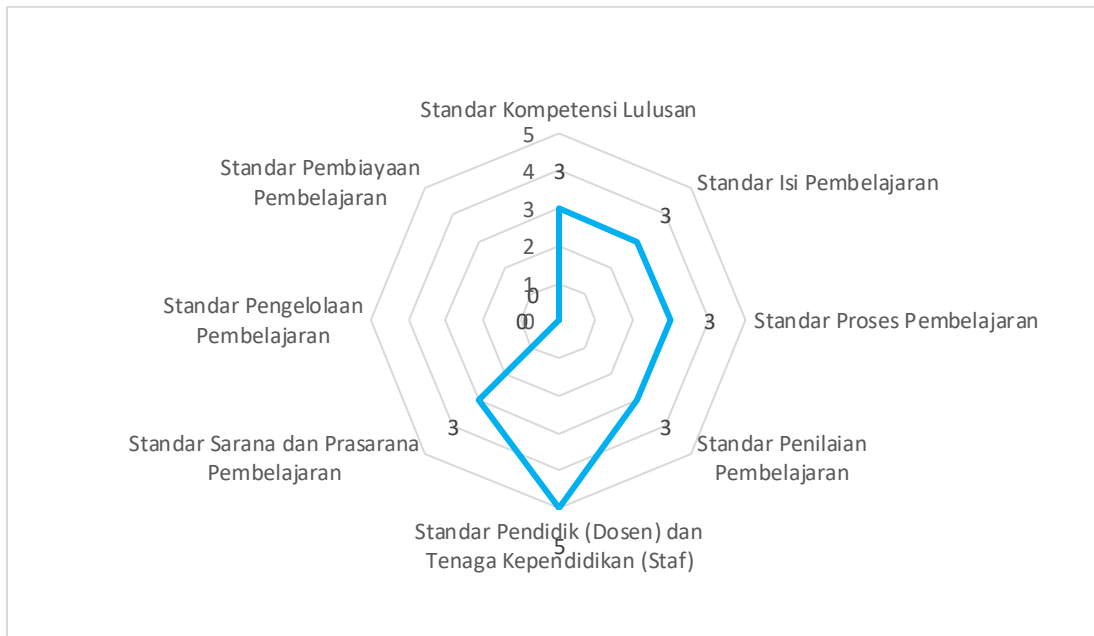 Standar Kompetensi Lulusan
5
4
3
2
1
0
3
3
3
3
5
3
0
0
Standar Isi Pembelajaran
Standar Proses Pembelajaran
Standar Penilaian
Pembelajaran
Standar Pendidik (Dosen) dan
Tenaga Kependidikan (Staf)
Standar Sarana dan Prasarana
Pembelajaran
Standar Pengelolaan
Pembelajaran
Standar Pembiayaan
Pembelajaran